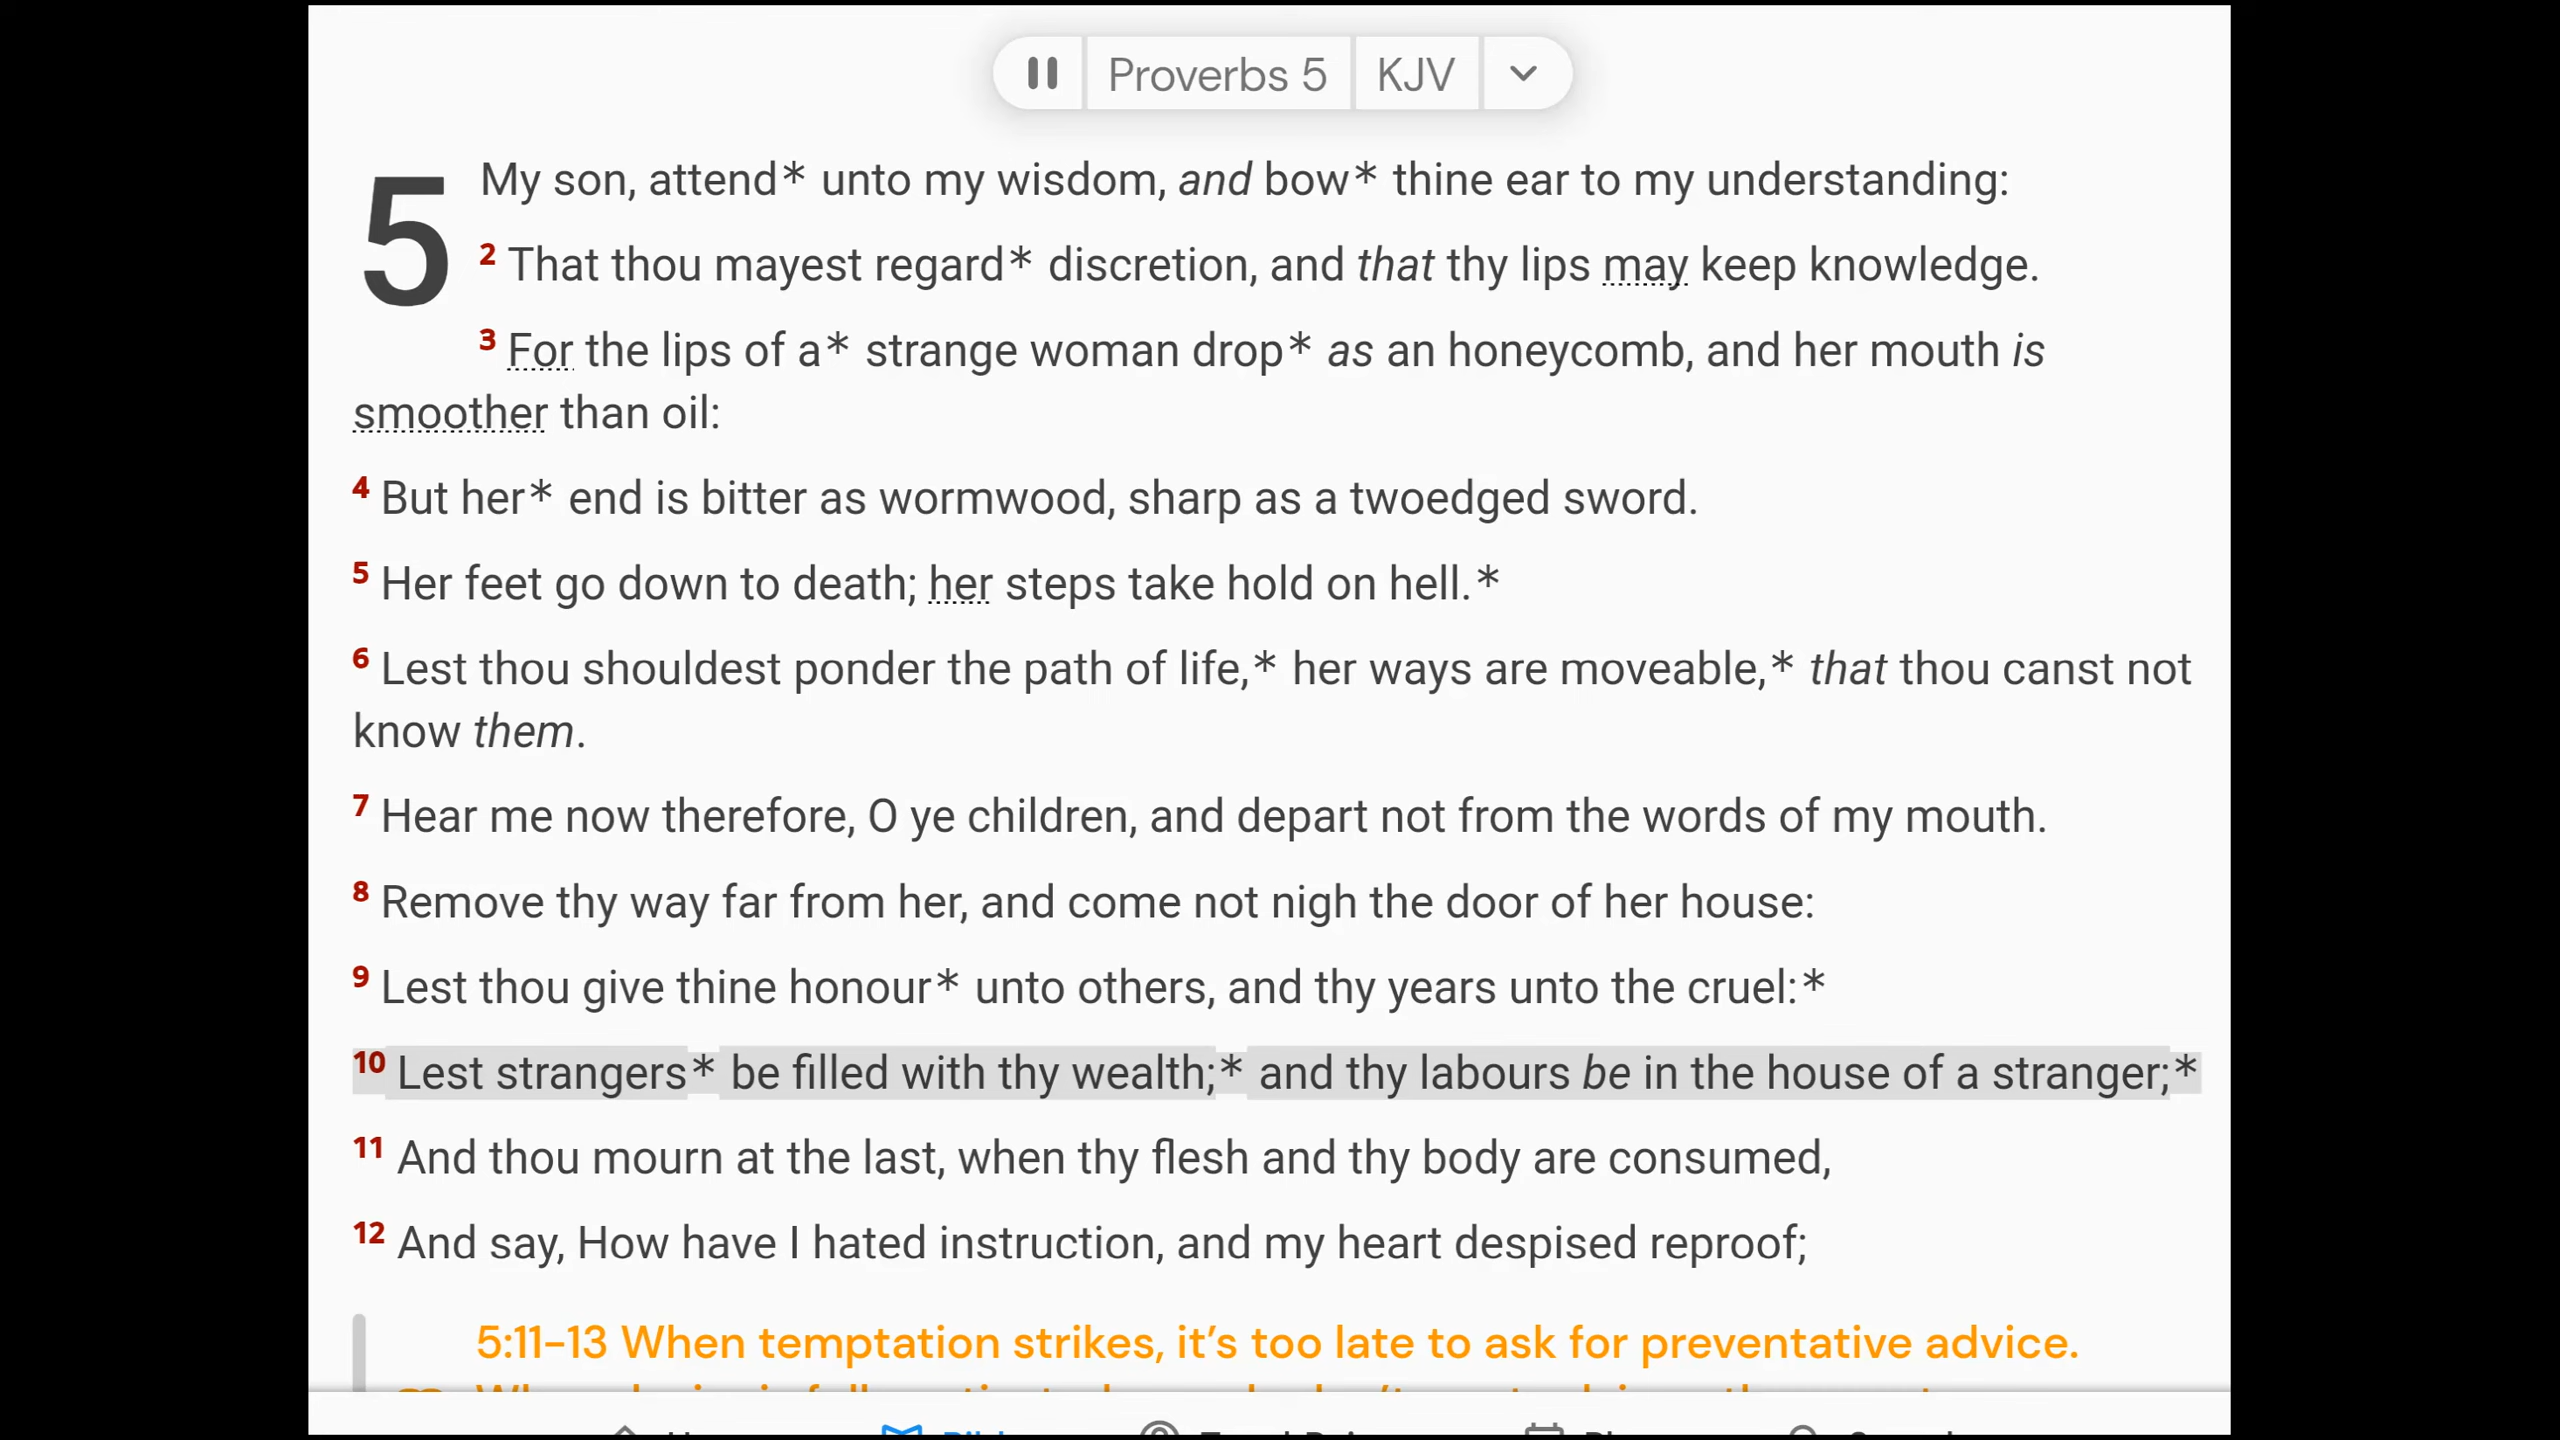 Proverbs 5 KJV
5 My son, attend* unto my wisdom, and bow* thine ear to my understanding:
2 That thou mayest regard* discretion, and that thy lips may keep knowledge.
3 For the lips of a* strange woman drop* as an honeycomb, and her mouth is
smoother than oil:
4 But her* end is bitter as wormwood, sharp as a twoedged sword.
5 Her feet go down to death; her steps take hold on hell.*
6 Lest thou shouldest ponder the path of life,* her ways are moveable,* that thou canst not
know them.
7 Hear me now therefore, O ye children, and depart not from the words of my mouth.
8 Remove thy way far from her, and come not nigh the door of her house:
9 Lest thou give thine honour* unto others, and thy years unto the cruel:*
10 Lest strangers* be filled with thy wealth;* and thy labours be in the house of a stranger;*
11 And thou mourn at the last, when thy flesh and thy body are consumed,
12 And say, How have I hated instruction, and my heart despised reproof;
5:11–13 When temptation strikes, it’s too late to ask for preventative advice.